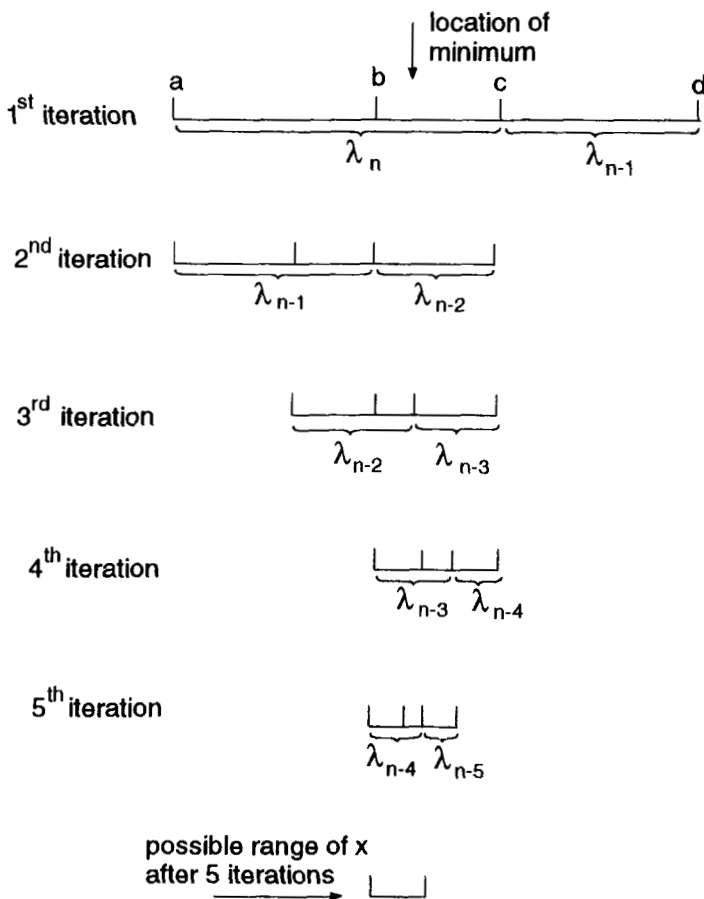 location of
minimum
a b c d
1st iteration
λn λn-1
2nd iteration
λn-1 λn-2
3rd iteration
λn-2 λn-3
4th iteration
λn-3 λn-4
5th iteration
λn-4 λn-5
possible range of x
after 5 iterations